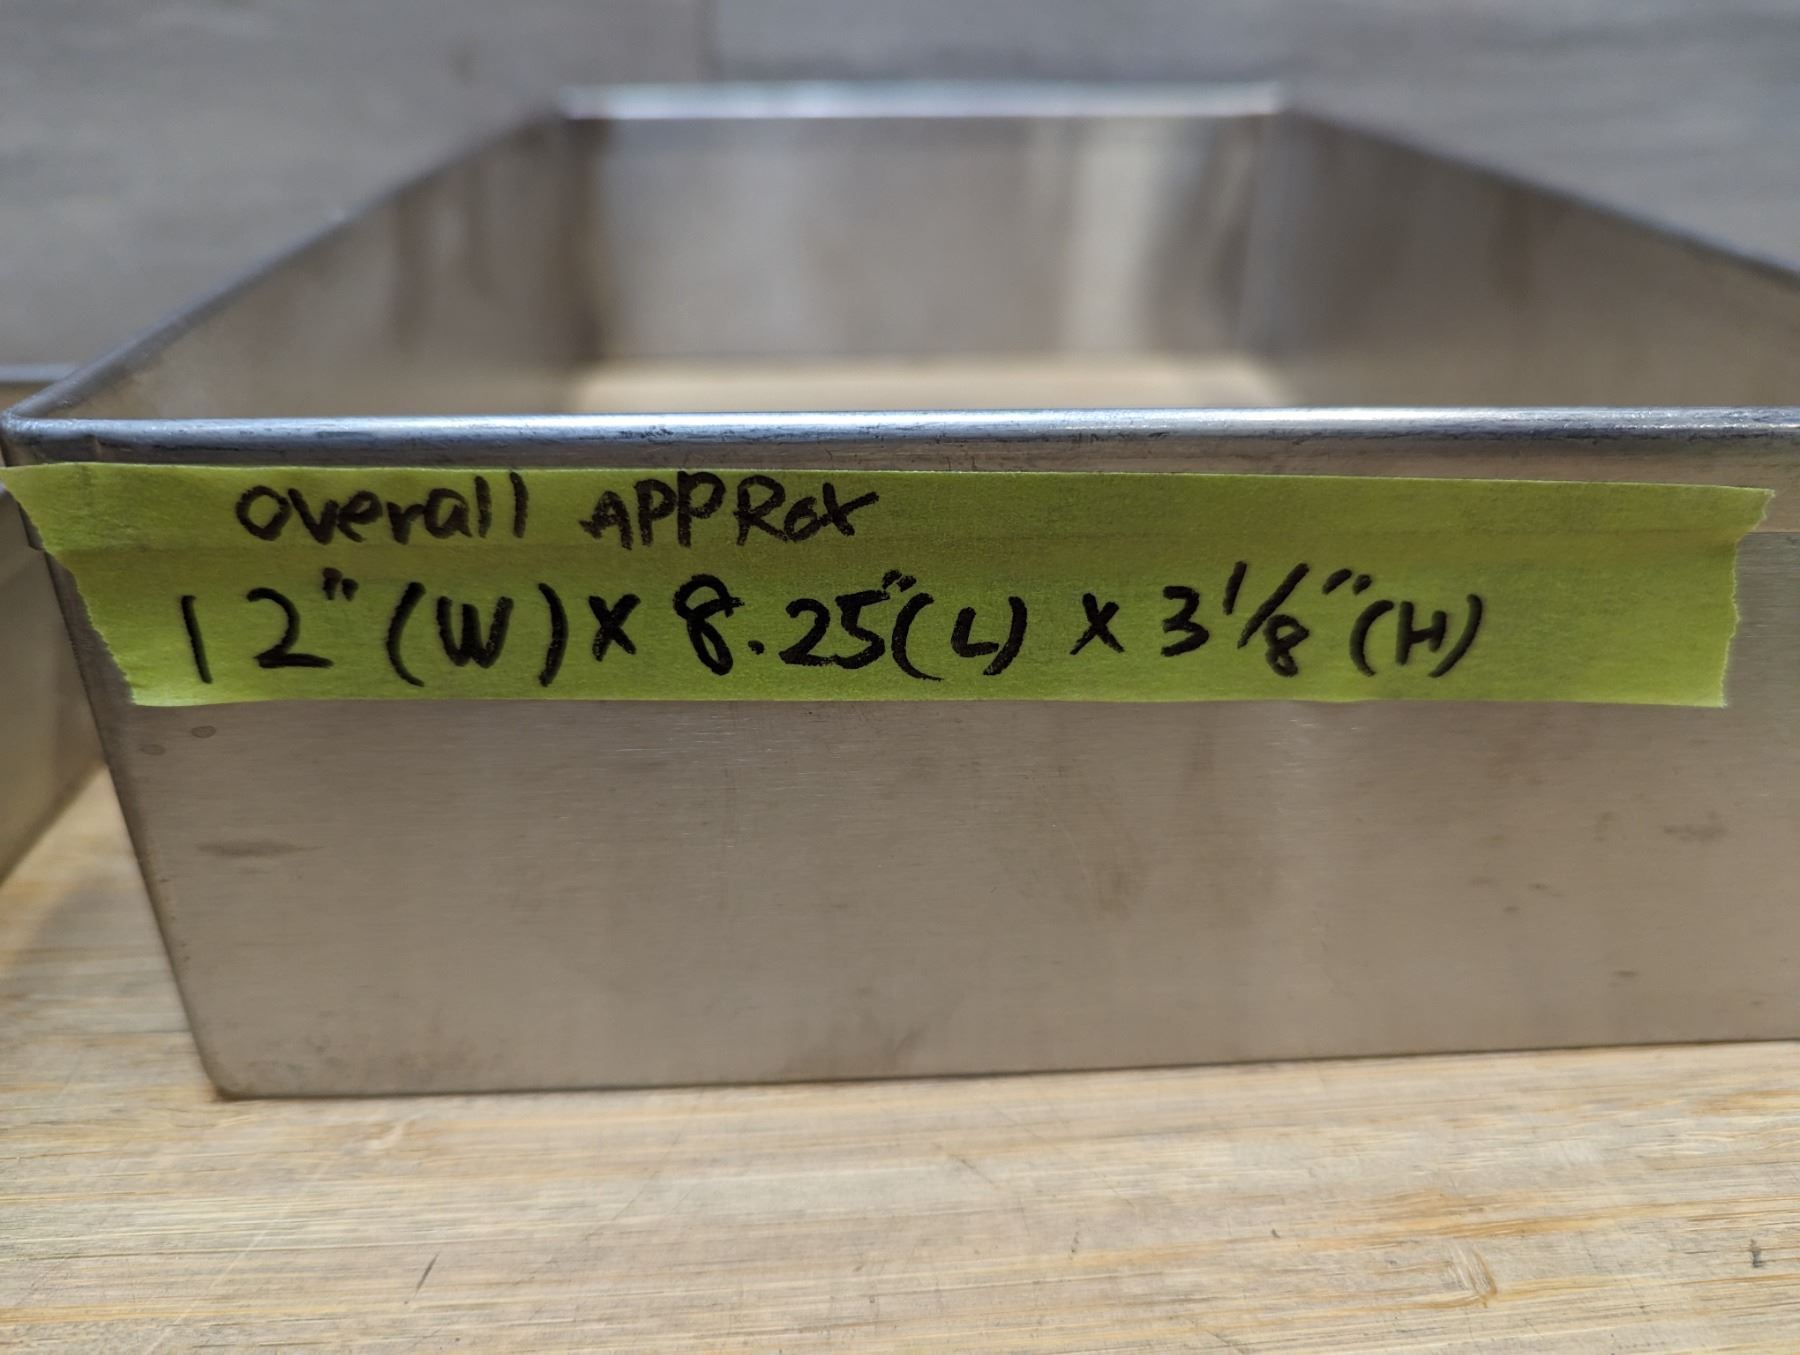 Overall APPRox
12" (W) x 8.25" (L) x 3 1/8" (H)